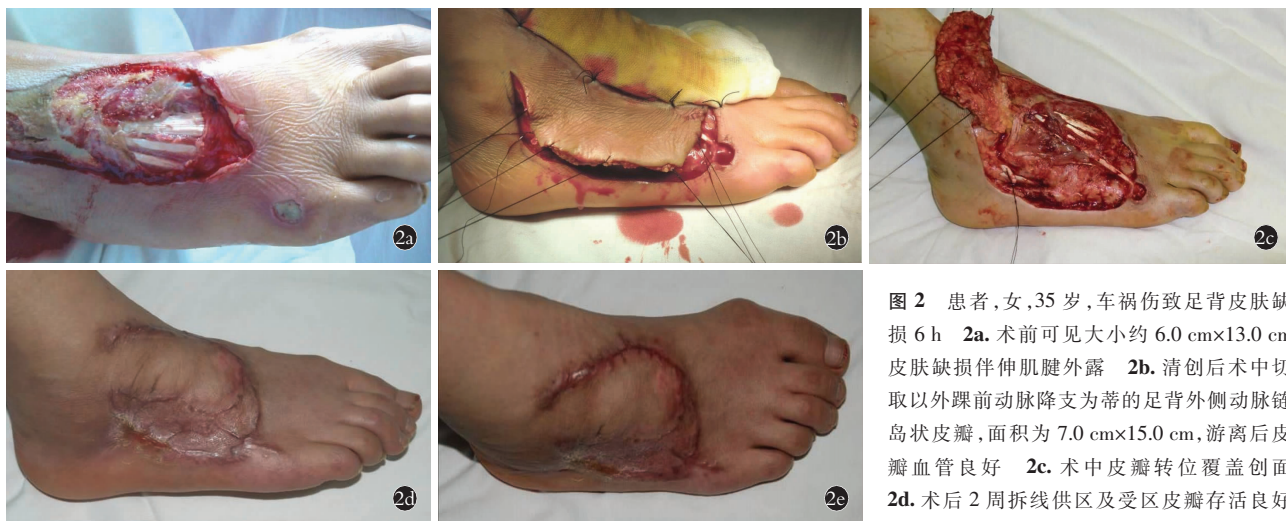 2a
2b
2c
2d
2e
图 2 患者,女,35 岁,车祸伤致足背皮肤缺
损 6 h 2a. 术前可见大小约 6.0 cm×13.0 cm
皮肤缺损伴伸肌腱外露 2b. 清创后术中切
取以外踝前动脉降支为蒂的足背外侧动脉链
岛状皮瓣,面积为 7.0 cm×15.0 cm,游离后皮
瓣血管良好 2c. 术中皮瓣转位覆盖创面
2d. 术后 2 周拆线供区及受区皮瓣存活良好